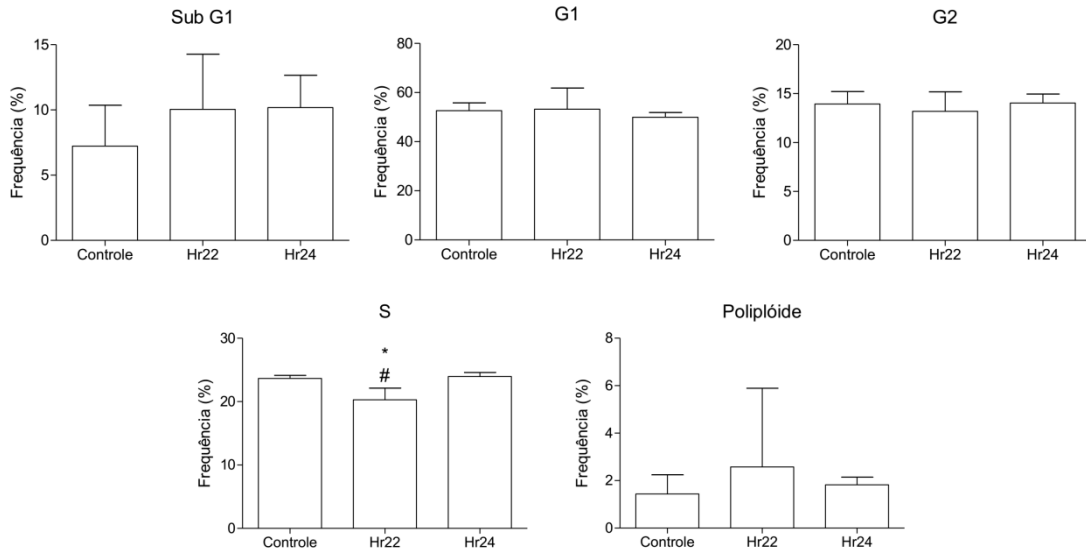 Sub G1
Frequência (%)
15
10
5
0
Controle Hr22 Hr24
G1
Frequência (%)
80
60
40
20
0
Controle Hr22 Hr24
G2
Frequência (%)
20
15
10
5
0
Controle Hr22 Hr24
S
Frequência (%)
30
20
10
0
*
#
Controle Hr22 Hr24
Poliplóide
Frequência (%)
8
6
4
2
0
Controle Hr22 Hr24